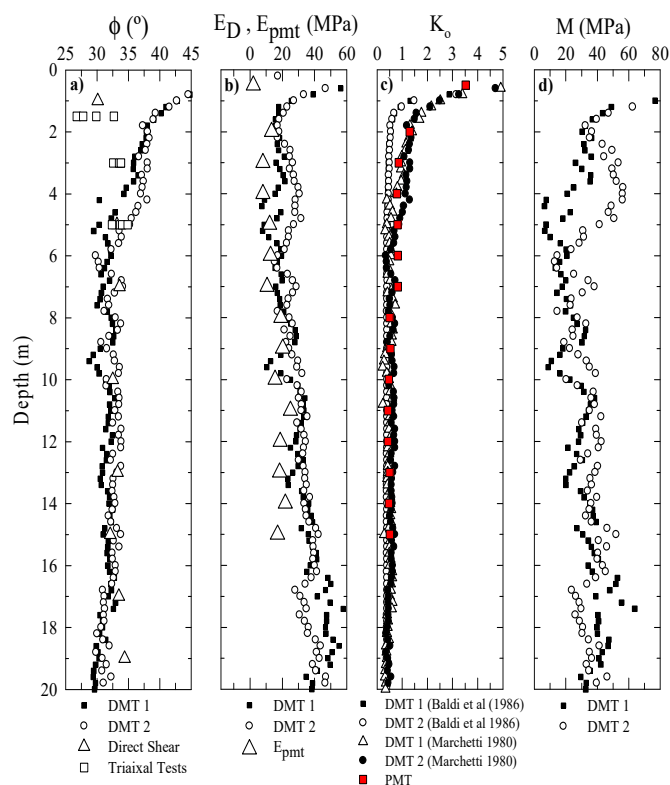 ϕ (º)
25 30 35 40 45
E_D , E_pmt (MPa)
0 20 40 60
K_o
0 1 2 3 4 5
M (MPa)
0 20 40 60 80
a)
b)
c)
d)
Depth (m)
0
2
4
6
8
10
12
14
16
18
20
DMT 1
DMT 2
Direct Shear
Triaixal Tests
DMT 1
DMT 2
E_pmt
DMT 1 (Baldi et al (1986)
DMT 2 (Baldi et al 1986)
DMT 1 (Marchetti 1980)
DMT 2 (Marchetti 1980)
PMT
DMT 1
DMT 2